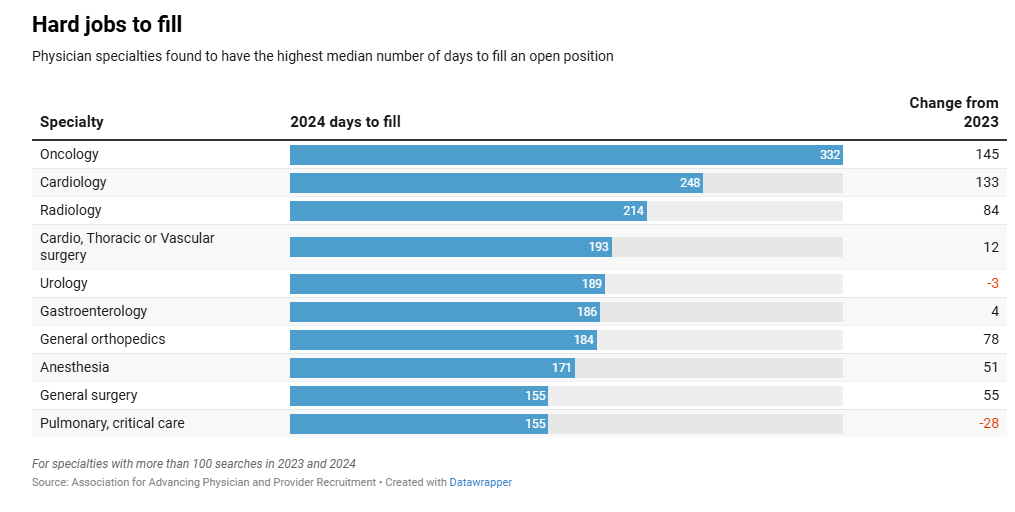 Hard jobs to fill
Physician specialties found to have the highest median number of days to fill an open position
Change from
Specialty 2024 days to fill 2023
Oncology 332 145
Cardiology 248 133
Radiology 214 84
Cardio, Thoracic or Vascular
surgery 193 12
Urology 189 -3
Gastroenterology 186 4
General orthopedics 184 78
Anesthesia 171 51
General surgery 155 55
Pulmonary, critical care 155 -28
For specialties with more than 100 searches in 2023 and 2024
Source: Association for Advancing Physician and Provider Recruitment • Created with Datawrapper